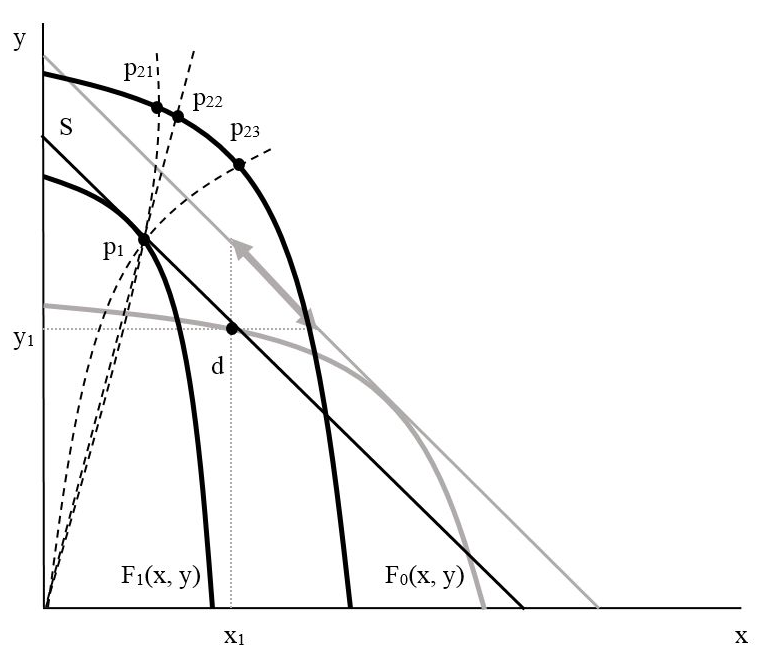 y
p₂₁
p₂₂
S
p₂₃
p₁
y₁
d
F₁(x, y)
F₀(x, y)
x₁
x